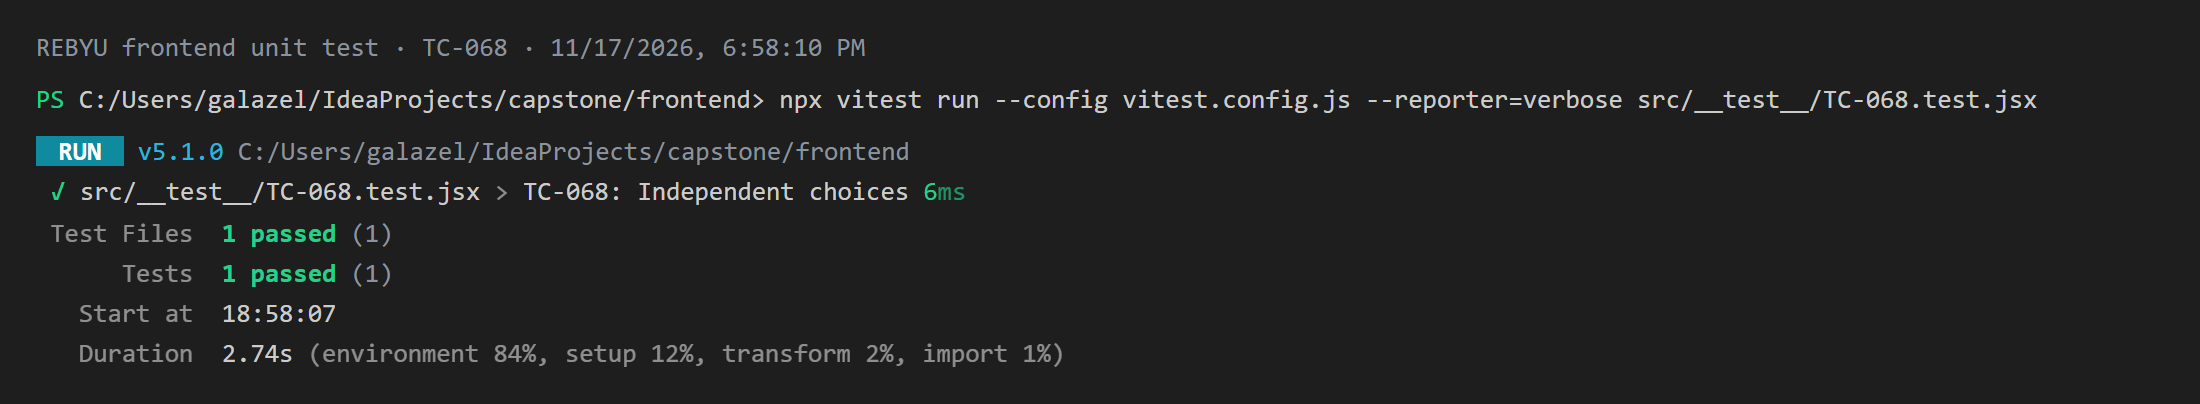 REBYU frontend unit test · TC-068 · 11/17/2026, 6:58:10 PM
PS C:/Users/galazel/IdeaProjects/capstone/frontend> npx vitest run --config vitest.config.js --reporter=verbose src/__test__/TC-068.test.jsx
RUN v5.1.0 C:/Users/galazel/IdeaProjects/capstone/frontend
√ src/__test__/TC-068.test.jsx > TC-068: Independent choices 6ms
Test Files 1 passed (1)
Tests 1 passed (1)
Start at 18:58:07
Duration 2.74s (environment 84%, setup 12%, transform 2%, import 1%)